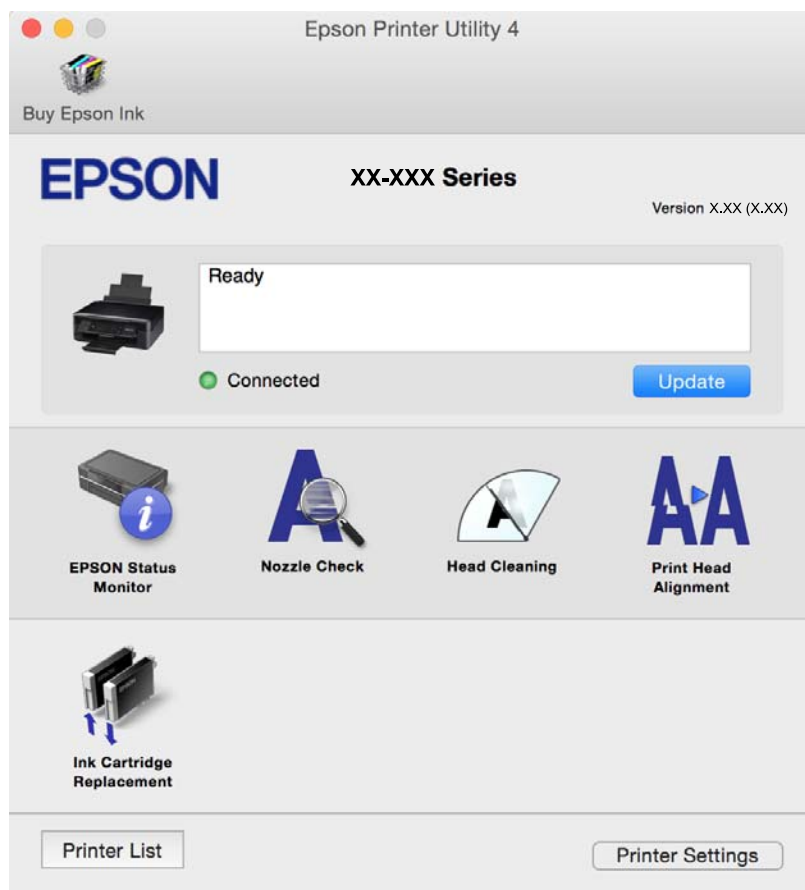 Epson Printer Utility 4
Buy Epson Ink
EPSON
XX-XXX Series
Version X.XX (X.XX)
Ready
Connected
Update
EPSON Status
Monitor
Nozzle Check
Head Cleaning
Print Head
Alignment
Ink Cartridge
Replacement
Printer List
Printer Settings